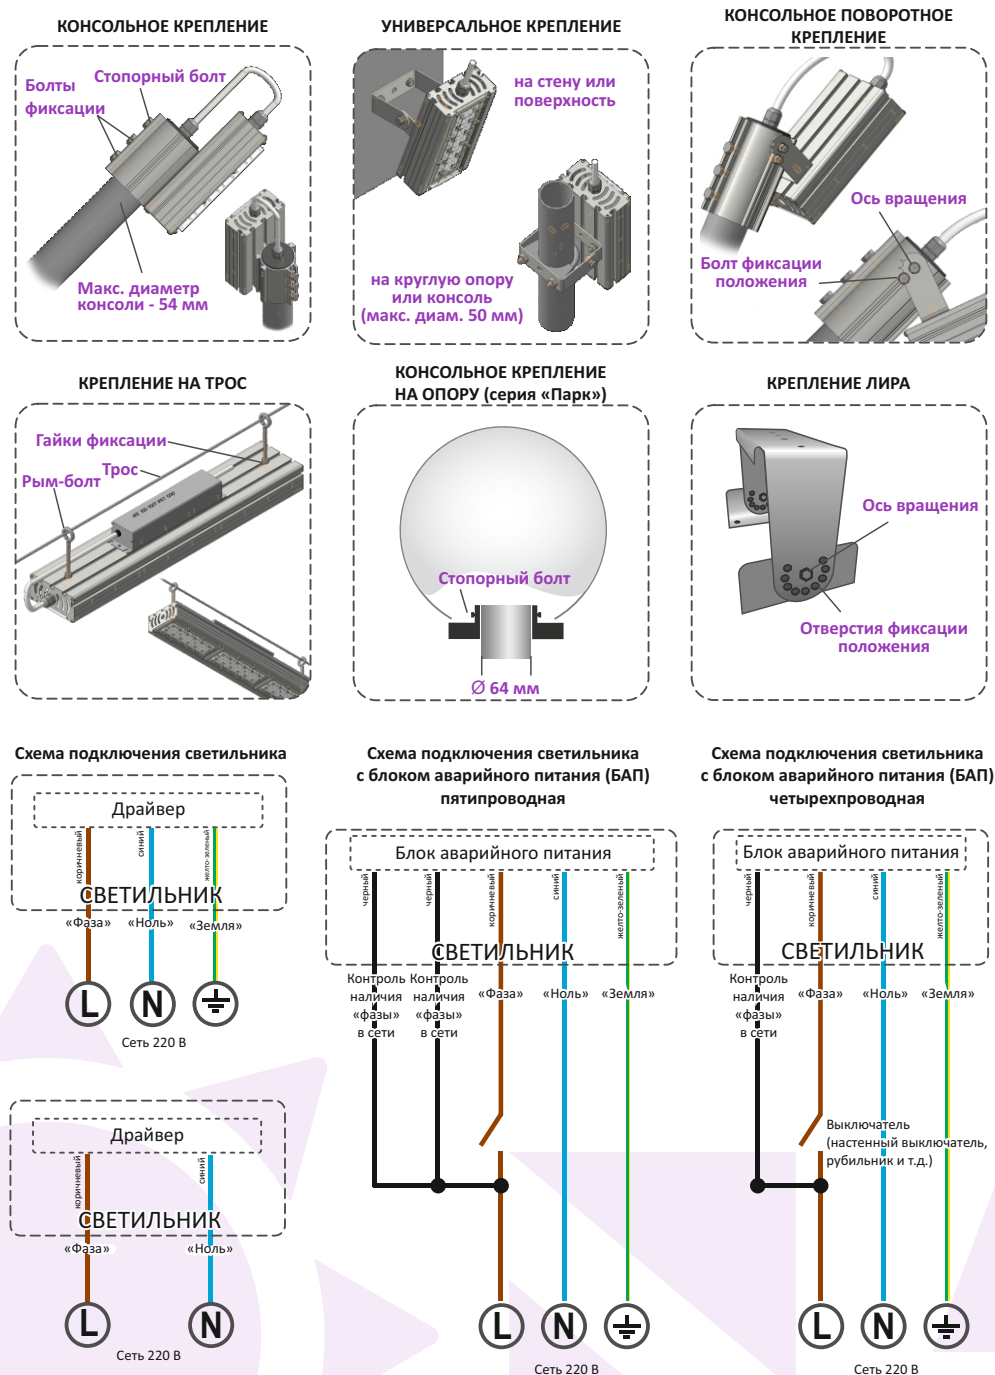 КОНСОЛЬНОЕ КРЕПЛЕНИЕ
Стопорный болт
Болты
фиксации
Макс. диаметр
консоли - 54 мм
УНИВЕРСАЛЬНОЕ КРЕПЛЕНИЕ
на стену или
поверхность
на круглую опору
или консоль
(макс. диам. 50 мм)
КОНСОЛЬНОЕ ПОВОРОТНОЕ
КРЕПЛЕНИЕ
Ось вращения
Болт фиксации
положения
КРЕПЛЕНИЕ НА ТРОС
Гайки фиксации
Трос
Рым-болт
КОНСОЛЬНОЕ КРЕПЛЕНИЕ
НА ОПОРУ (серия «Парк»)
Стопорный болт
Ø 64 мм
КРЕПЛЕНИЕ ЛИРА
Ось вращения
Отверстия фиксации
положения
Схема подключения светильника
Драйвер
коричневый
синий
желто-зеленый
СВЕТИЛЬНИК
«Фаза» «Ноль» «Земля»
L N
Сеть 220 В
Драйвер
коричневый
синий
СВЕТИЛЬНИК
«Фаза» «Ноль»
L N
Сеть 220 В
Схема подключения светильника
с блоком аварийного питания (БАП)
пятипроводная
Блок аварийного питания
черный
черный
коричневый
синий
желто-зеленый
СВЕТИЛЬНИК
Контроль
наличия
«фазы»
в сети
Контроль
наличия
«фазы»
в сети
«Фаза» «Ноль» «Земля»
L N
Сеть 220 В
Схема подключения светильника
с блоком аварийного питания (БАП)
четырехпроводная
Блок аварийного питания
черный
коричневый
синий
желто-зеленый
СВЕТИЛЬНИК
Контроль
наличия
«фазы»
в сети
«Фаза» «Ноль» «Земля»
Выключатель
(настенный выключатель,
рубильник и т.д.)
L N
Сеть 220 В